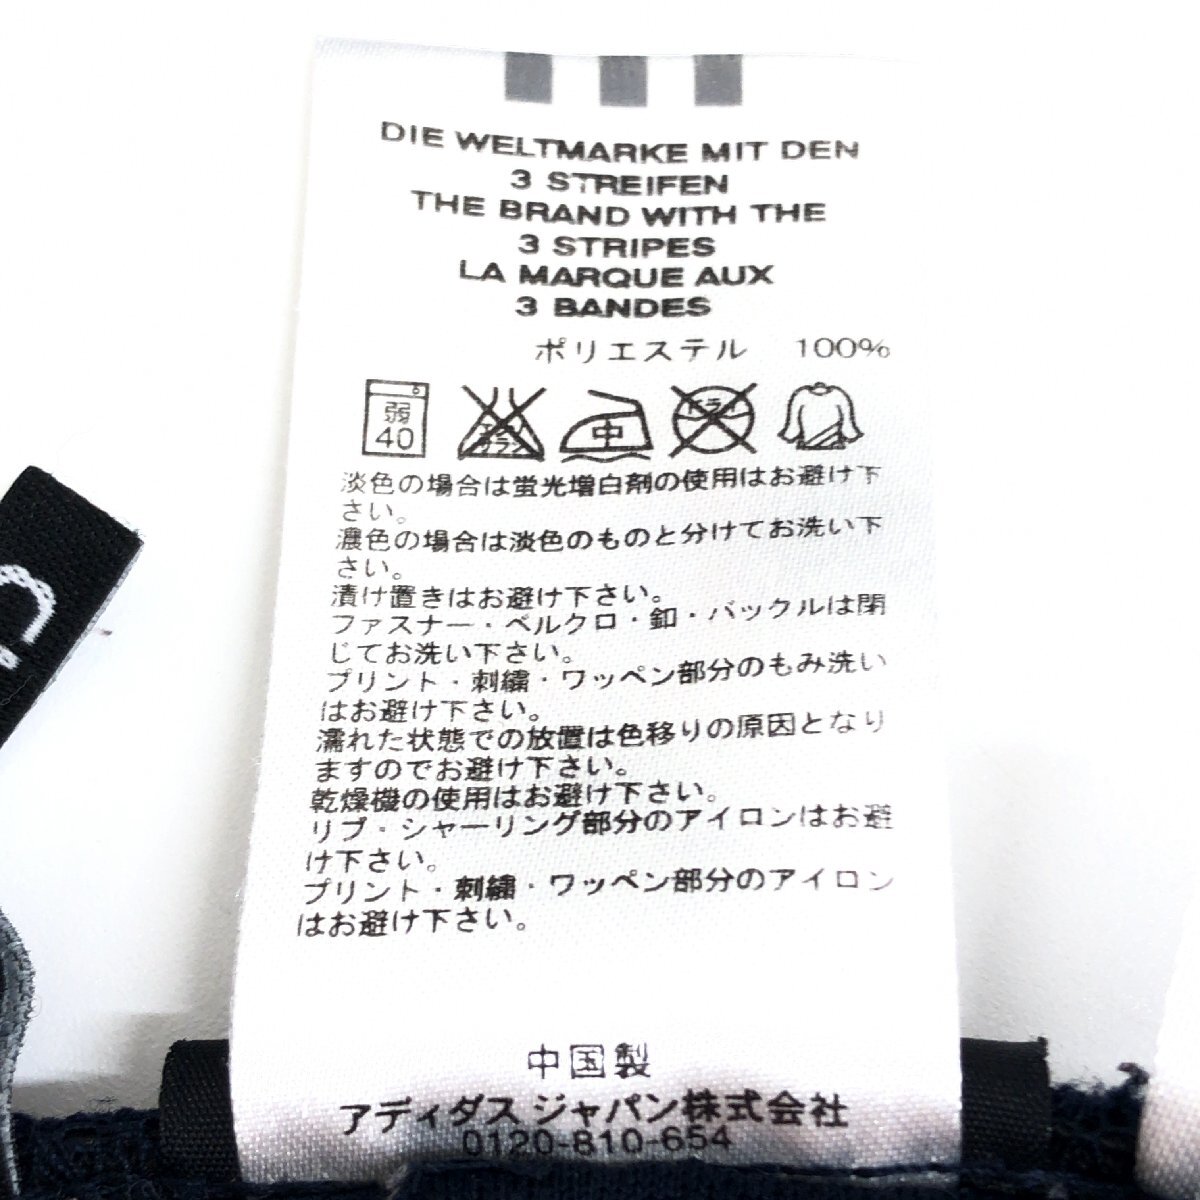 DIE WELTMARKE MIT DEN
3 STREIFEN
THE BRAND WITH THE
3 STRIPES
LA MARQUE AUX
3 BANDES
ポリエステル 100%
弱
40
エンソ
サラシ
中
ドライ
淡色の場合は蛍光増白剤の使用はお避け下
さい。
濃色の場合は淡色のものと分けてお洗い下
さい。
漬け置きはお避け下さい。
ファスナー・ベルクロ・釦・バックルは閉
じてお洗い下さい。
プリント・刺繍・ワッペン部分のもみ洗い
はお避け下さい。
濡れた状態での放置は色移りの原因となり
ますのでお避け下さい。
乾燥機の使用はお避け下さい。
リブ・シャーリング部分のアイロンはお避
け下さい。
プリント・刺繍・ワッペン部分のアイロン
はお避け下さい。
中国製
アディダス ジャパン株式会社
0120-810-654